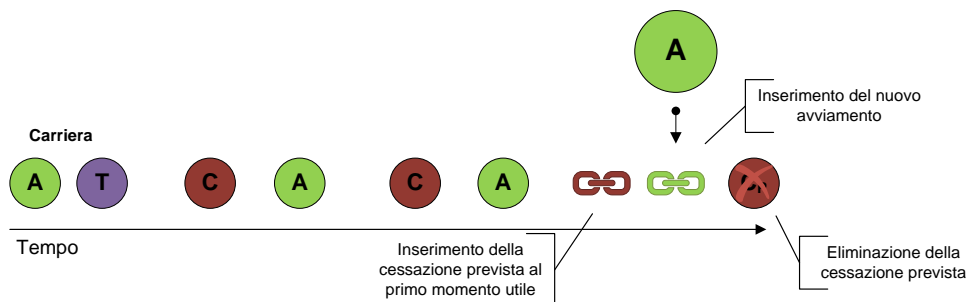 A
Inserimento del nuovo
avviamento
Carriera
A T C A C A
Tempo
Inserimento della
cessazione prevista al
primo momento utile
Eliminazione della
cessazione prevista